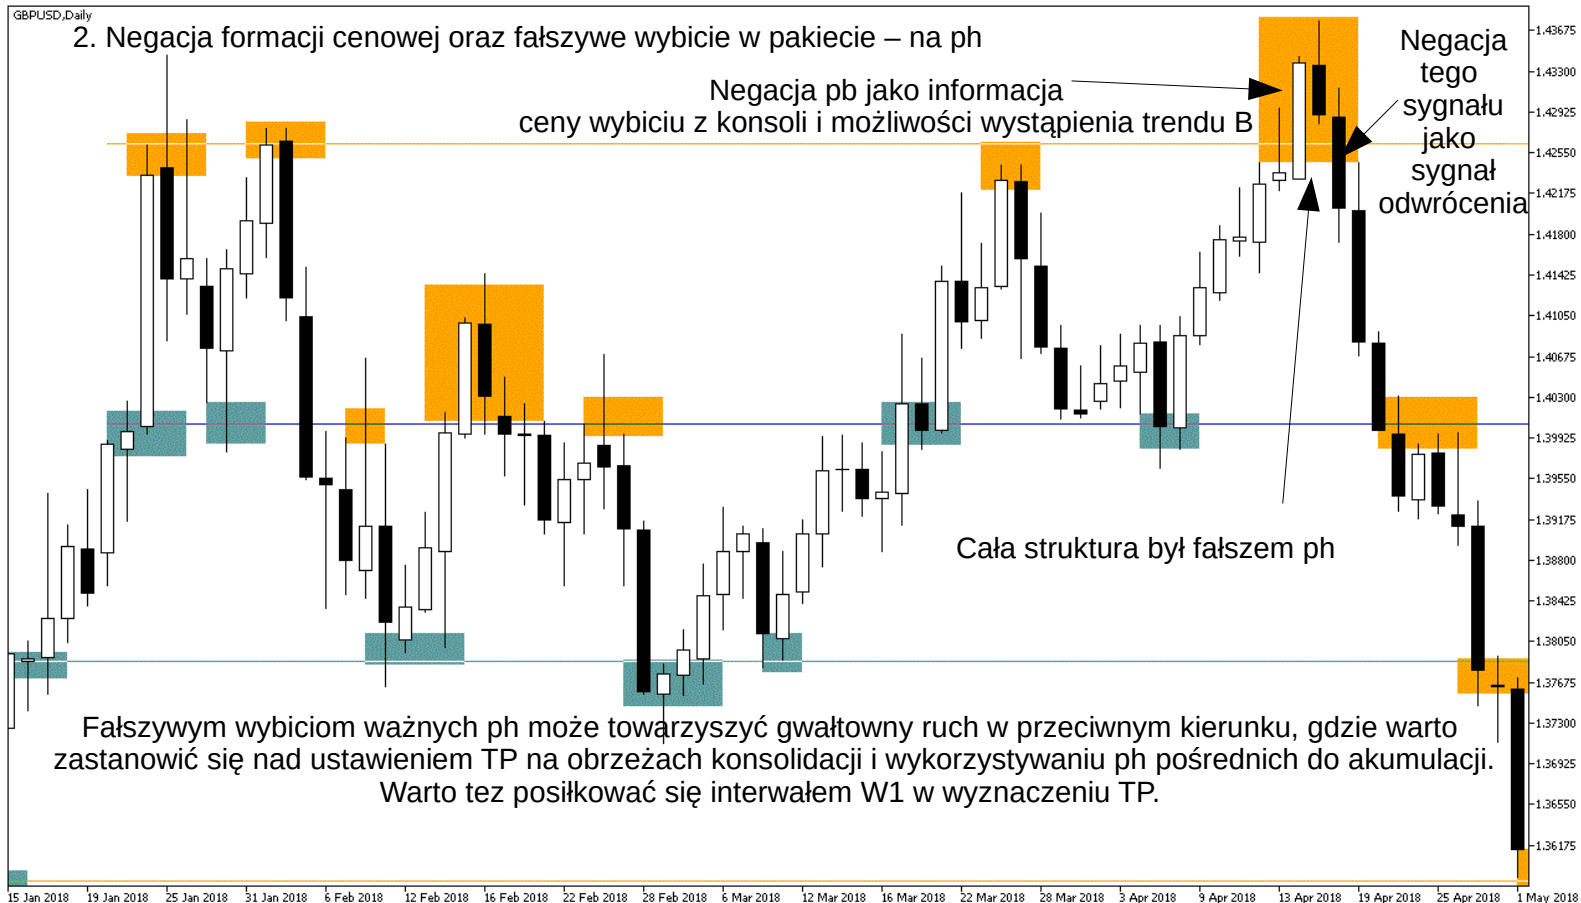 GBPUSD,Daily
2. Negacja formacji cenowej oraz fałszywe wybicie w pakiecie – na ph
Negacja pb jako informacja
ceny wybiciu z konsoli i możliwości wystąpienia trendu B
Negacja
tego
sygnału
jako
sygnał
odwrócenia
Cała struktura był fałszem ph
Fałszywym wybiciom ważnych ph może towarzyszyć gwałtowny ruch w przeciwnym kierunku, gdzie warto
zastanowić się nad ustawieniem TP na obrzeżach konsolidacji i wykorzystywaniu ph pośrednich do akumulacji.
Warto tez posiłkować się interwałem W1 w wyznaczeniu TP.
1.43675
1.43300
1.42925
1.42550
1.42175
1.41800
1.41425
1.41050
1.40675
1.40300
1.39925
1.39550
1.39175
1.38800
1.38425
1.38050
1.37675
1.37300
1.36925
1.36550
1.36175
15 Jan 2018 19 Jan 2018 25 Jan 2018 31 Jan 2018 6 Feb 2018 12 Feb 2018 16 Feb 2018 22 Feb 2018 28 Feb 2018 6 Mar 2018 12 Mar 2018 16 Mar 2018 22 Mar 2018 28 Mar 2018 3 Apr 2018 9 Apr 2018 13 Apr 2018 19 Apr 2018 25 Apr 2018 1 May 2018